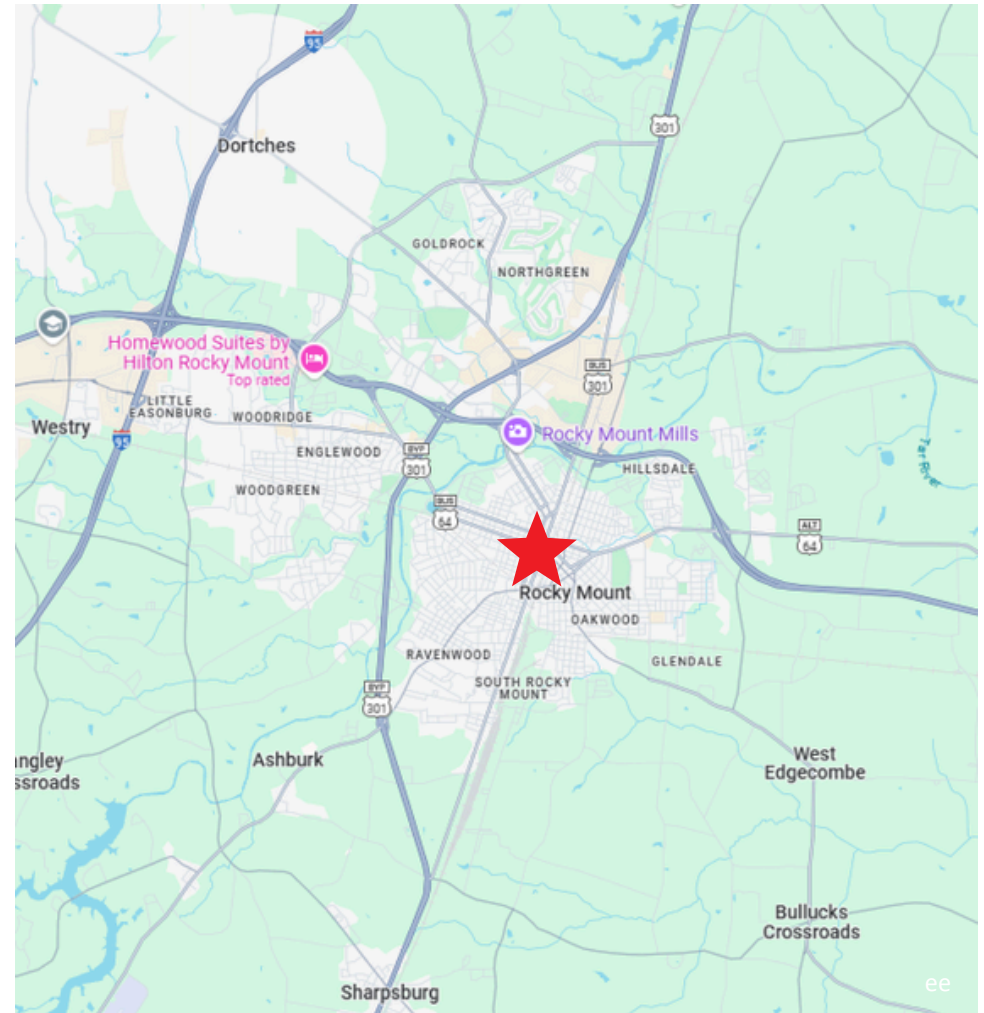 95
301
Dortches
GOLDROCK
NORTHGREEN
Homewood Suites by
Hilton Rocky Mount
Top rated
BUS
301
LITTLE
EASONBURG
WOODRIDGE
Westry
95
ENGLEWOOD
BYP
301
Rocky Mount Mills
HILLSDALE
Tar River
WOODGREEN
BUS
64
ALT
64
Rocky Mount
OAKWOOD
RAVENWOOD
GLENDALE
SOUTH ROCKY
MOUNT
BYP
301
angley
ssroads
Ashburk
West
Edgecombe
Bullucks
Crossroads
Sharpsburg
ee